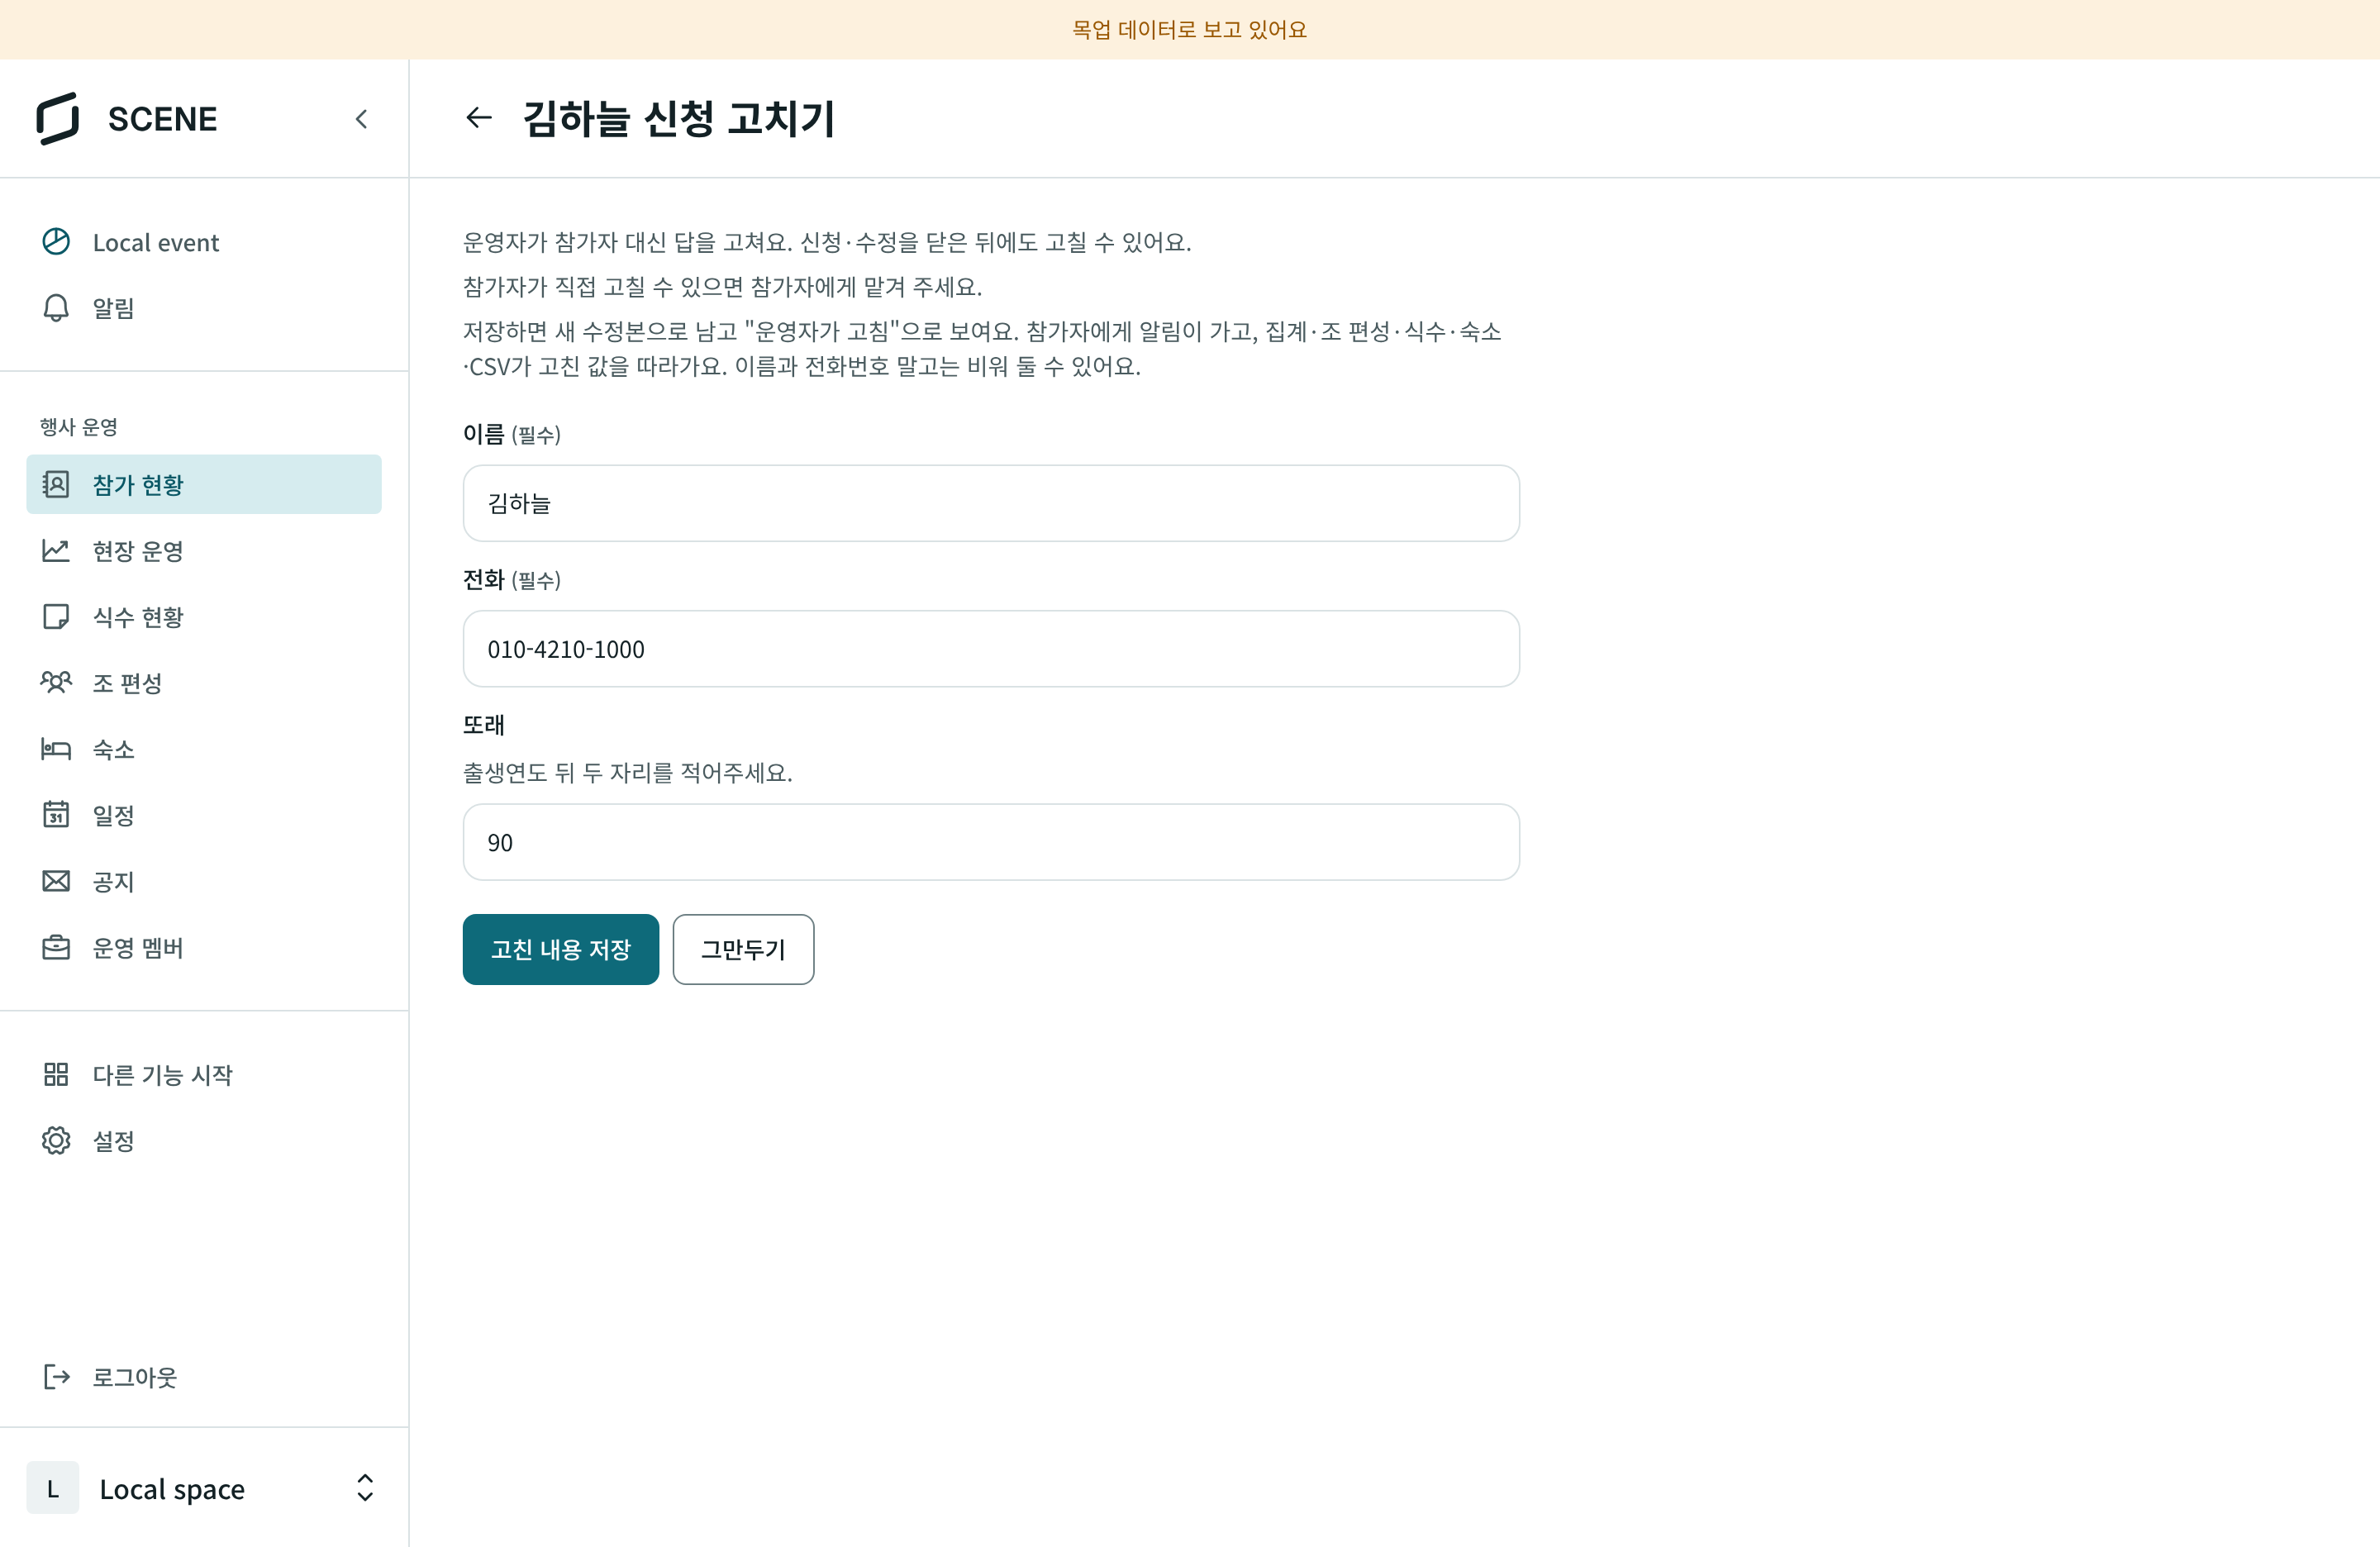 목업 데이터로 보고 있어요
SCENE
김하늘 신청 고치기
Local event
알림
행사 운영
참가 현황
현장 운영
식수 현황
조 편성
숙소
31
일정
공지
운영 멤버
다른 기능 시작
설정
로그아웃
L
Local space
운영자가 참가자 대신 답을 고쳐요. 신청·수정을 닫은 뒤에도 고칠 수 있어요.
참가자가 직접 고칠 수 있으면 참가자에게 맡겨 주세요.
저장하면 새 수정본으로 남고 "운영자가 고침"으로 보여요. 참가자에게 알림이 가고, 집계·조 편성·식수·숙소
·CSV가 고친 값을 따라가요. 이름과 전화번호 말고는 비워 둘 수 있어요.
이름 (필수)
김하늘
전화 (필수)
010-4210-1000
또래
출생연도 뒤 두 자리를 적어주세요.
90
고친 내용 저장
그만두기